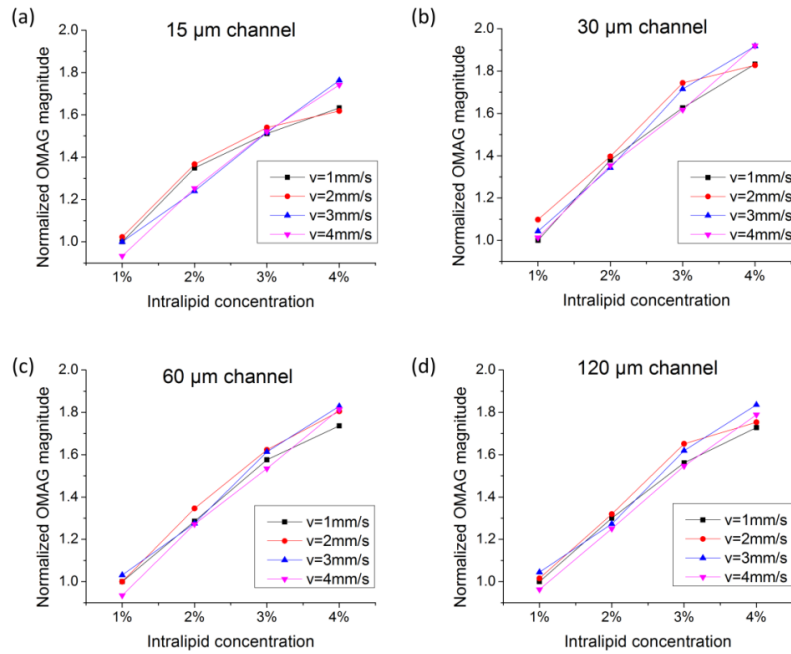 (a)
15 μm channel
2.0
1.8
1.6
1.4
1.2
1.0
Normalized OMAG magnitude
v=1mm/s
v=2mm/s
v=3mm/s
v=4mm/s
1% 2% 3% 4%
Intralipid concentration
(b)
30 μm channel
2.0
1.8
1.6
1.4
1.2
1.0
Normalized OMAG magnitude
v=1mm/s
v=2mm/s
v=3mm/s
v=4mm/s
1% 2% 3% 4%
Intralipid concentration
(c)
60 μm channel
2.0
1.8
1.6
1.4
1.2
1.0
Normalized OMAG magnitude
v=1mm/s
v=2mm/s
v=3mm/s
v=4mm/s
1% 2% 3% 4%
Intralipid concentration
(d)
120 μm channel
2.0
1.8
1.6
1.4
1.2
1.0
Normalized OMAG magnitude
v=1mm/s
v=2mm/s
v=3mm/s
v=4mm/s
1% 2% 3% 4%
Intralipid concentration